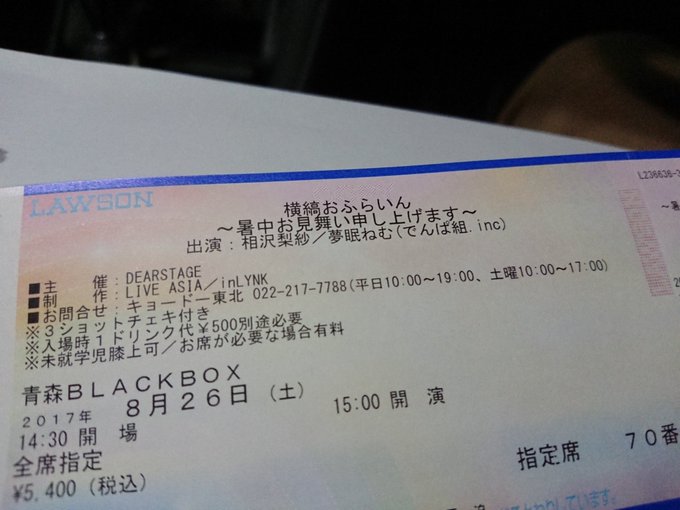 LAWSON
L236636-3
横縞おふらいん
～暑中お見舞い申し上げます～
出演：相沢梨紗／夢眠ねむ(でんぱ組.inc)
■主　　催：DEARSTAGE
■制　　作：LIVE ASIA／inLYNK
■お問合せ：キョードー東北 022-217-7788(平日10:00～19:00、土曜10:00～17:00)
※３ショットチェキ付き
※入場時１ドリンク代￥500別途必要
※未就学児膝上可／お席が必要な場合有料
青森ＢＬＡＣＫＢＯＸ
2017年　８月２６日（土）　15:00 開　演
14:30 開　場
全席指定
指定席　７０番
¥5,400（税込）